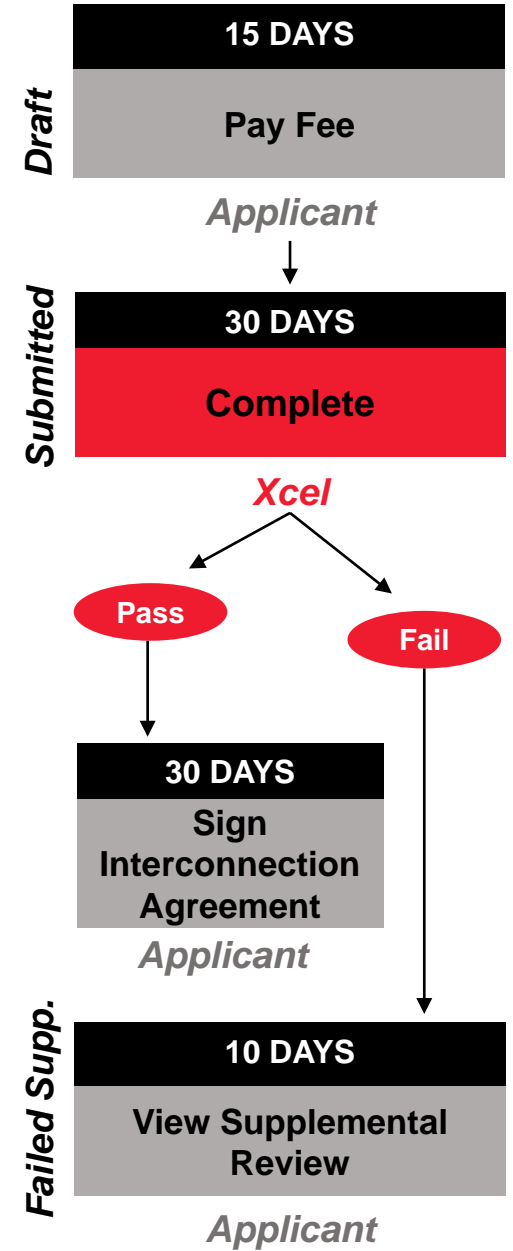 Draft
15 DAYS
Pay Fee
Applicant
Submitted
30 DAYS
Complete
Xcel
Pass
Fail
30 DAYS
Sign
Interconnection
Agreement
Applicant
Failed Supp.
10 DAYS
View Supplemental
Review
Applicant